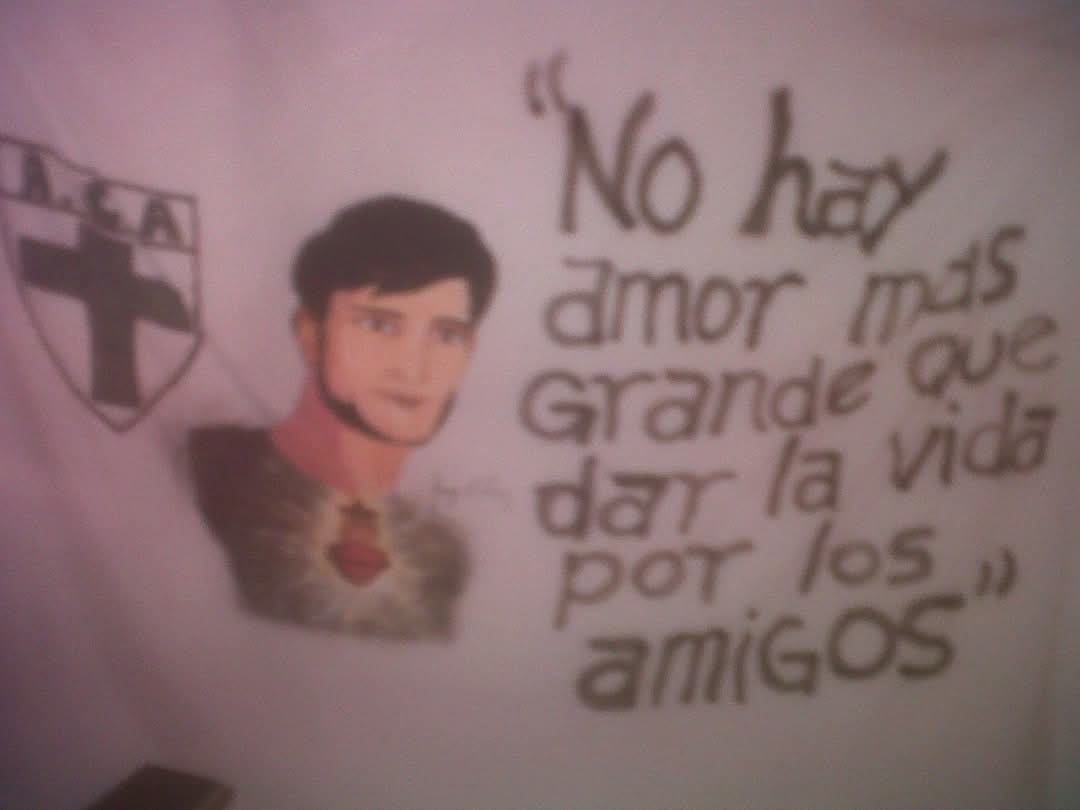 A.C.A
“No hay
amor mas
Grande que
dar la vida
por los
amiGOS”